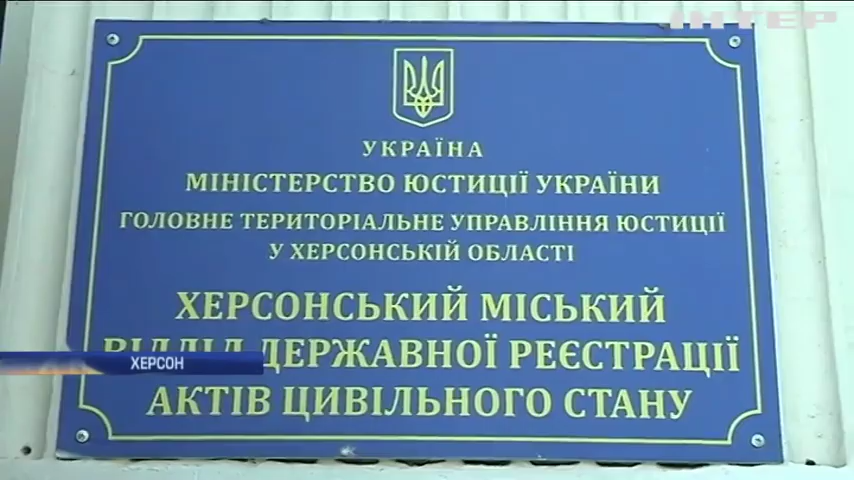 ІНТЕР
УКРАЇНА
МІНІСТЕРСТВО ЮСТИЦІЇ УКРАЇНИ
ГОЛОВНЕ ТЕРИТОРІАЛЬНЕ УПРАВЛІННЯ ЮСТИЦІЇ
У ХЕРСОНСЬКІЙ ОБЛАСТІ
ХЕРСОНСЬКИЙ МІСЬКИЙ
ВІДДІЛ ДЕРЖАВНОЇ РЕЄСТРАЦІЇ
ХЕРСОН
АКТІВ ЦИВІЛЬНОГО СТАНУ